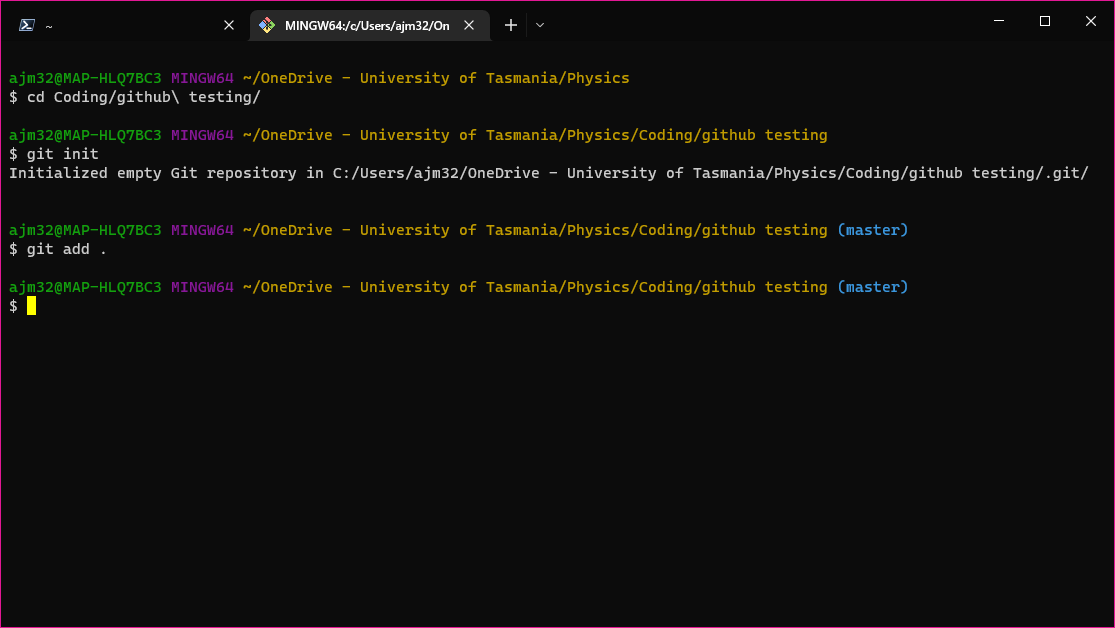 ~
MINGW64:/c/Users/ajm32/On
ajm32@MAP-HLQ7BC3 MINGW64 ~/OneDrive - University of Tasmania/Physics
$ cd Coding/github\ testing/
ajm32@MAP-HLQ7BC3 MINGW64 ~/OneDrive - University of Tasmania/Physics/Coding/github testing
$ git init
Initialized empty Git repository in C:/Users/ajm32/OneDrive - University of Tasmania/Physics/Coding/github testing/.git/
ajm32@MAP-HLQ7BC3 MINGW64 ~/OneDrive - University of Tasmania/Physics/Coding/github testing (master)
$ git add .
ajm32@MAP-HLQ7BC3 MINGW64 ~/OneDrive - University of Tasmania/Physics/Coding/github testing (master)
$